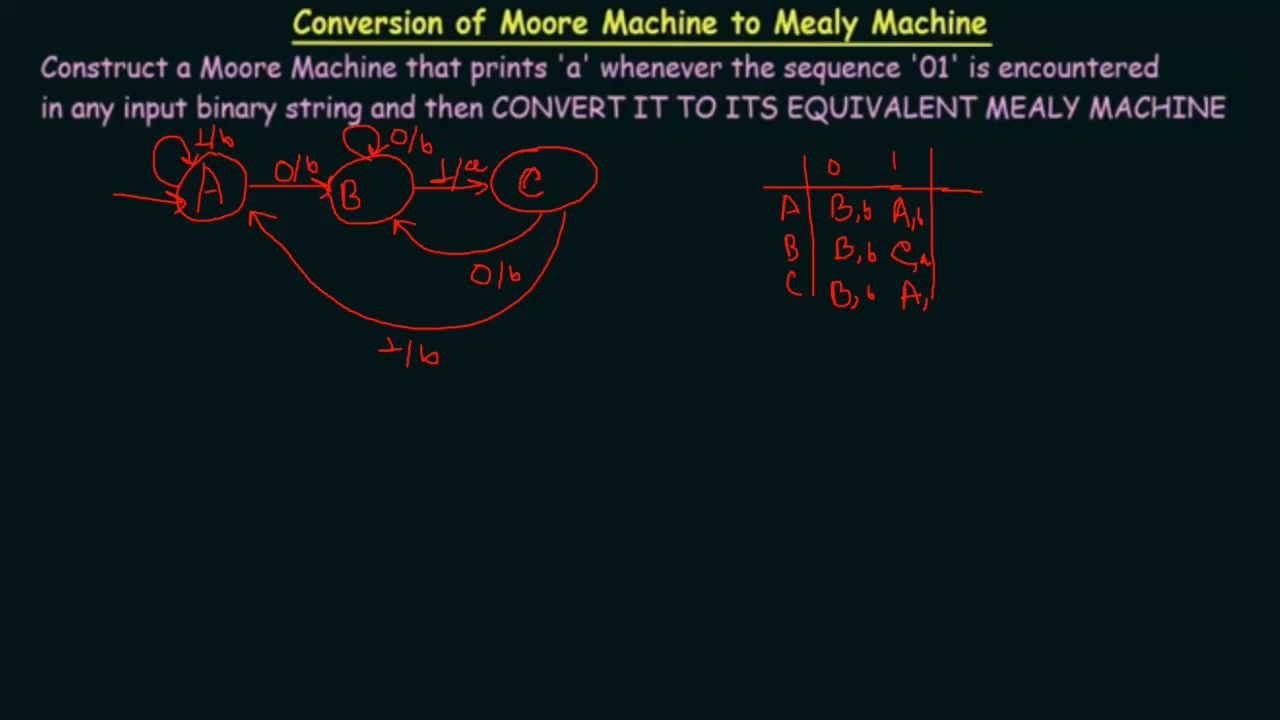 Conversion of Moore Machine to Mealy Machine
Construct a Moore Machine that prints 'a' whenever the sequence '01' is encountered
in any input binary string and then CONVERT IT TO ITS EQUIVALENT MEALY MACHINE
1/b
0/b
0/b
1/a
A
B
C
0/b
1/b
0 1
A B,b A,b
B B,b C,a
C B,b A,